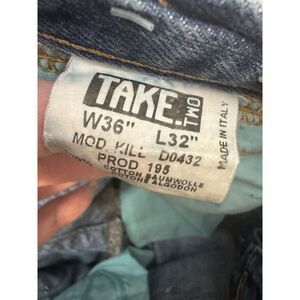 TAKE TWO
W36" L32"
MOD. KILL D0432
PROD 195
MADE IN ITALY
COTTON BAUMWOLLE
COTONE ALGODON